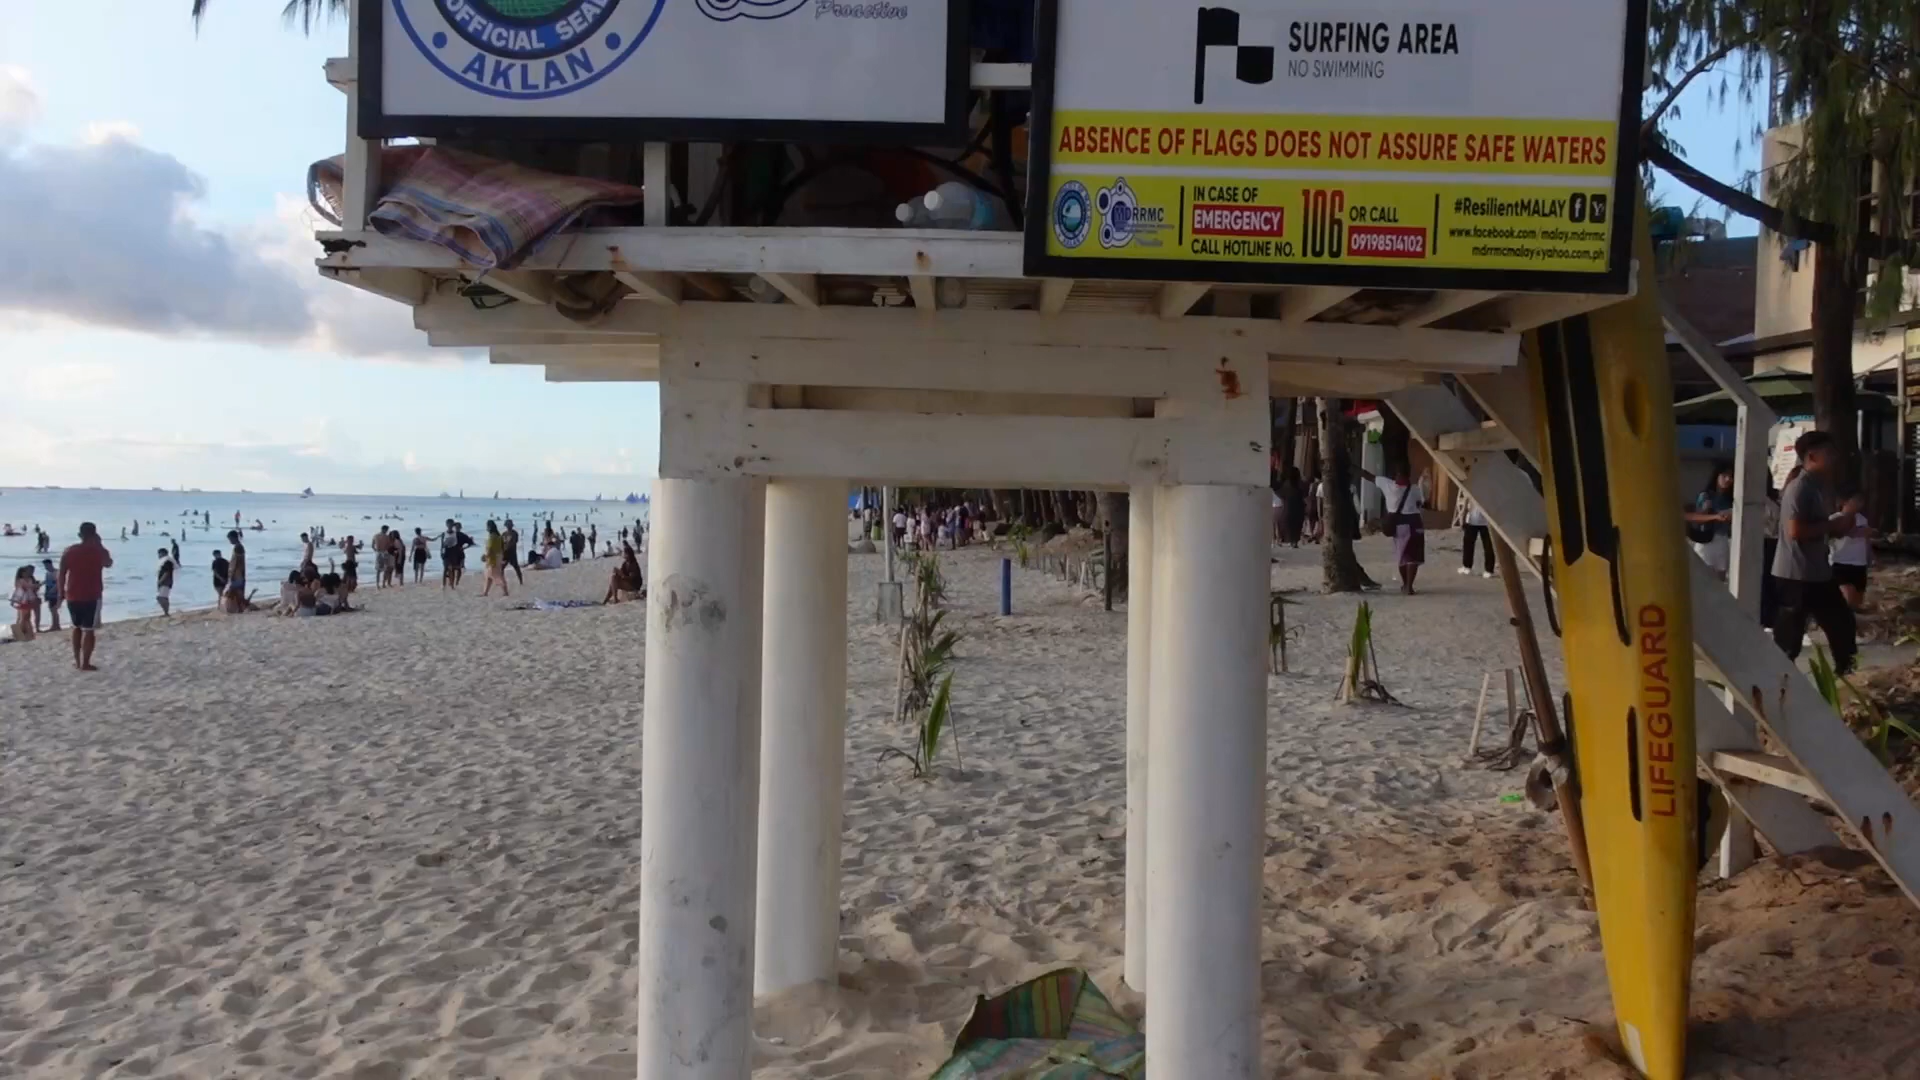 OFFICIAL SEAL
AKLAN
Proactive
SURFING AREA
NO SWIMMING
ABSENCE OF FLAGS DOES NOT ASSURE SAFE WATERS
MDRRMC
IN CASE OF
EMERGENCY
CALL HOTLINE NO.
106
OR CALL
09198514102
#ResilientMALAY
www.facebook.com/malay.mdrrmc
mdrrmcmalay@yahoo.com.ph
LIFEGUARD